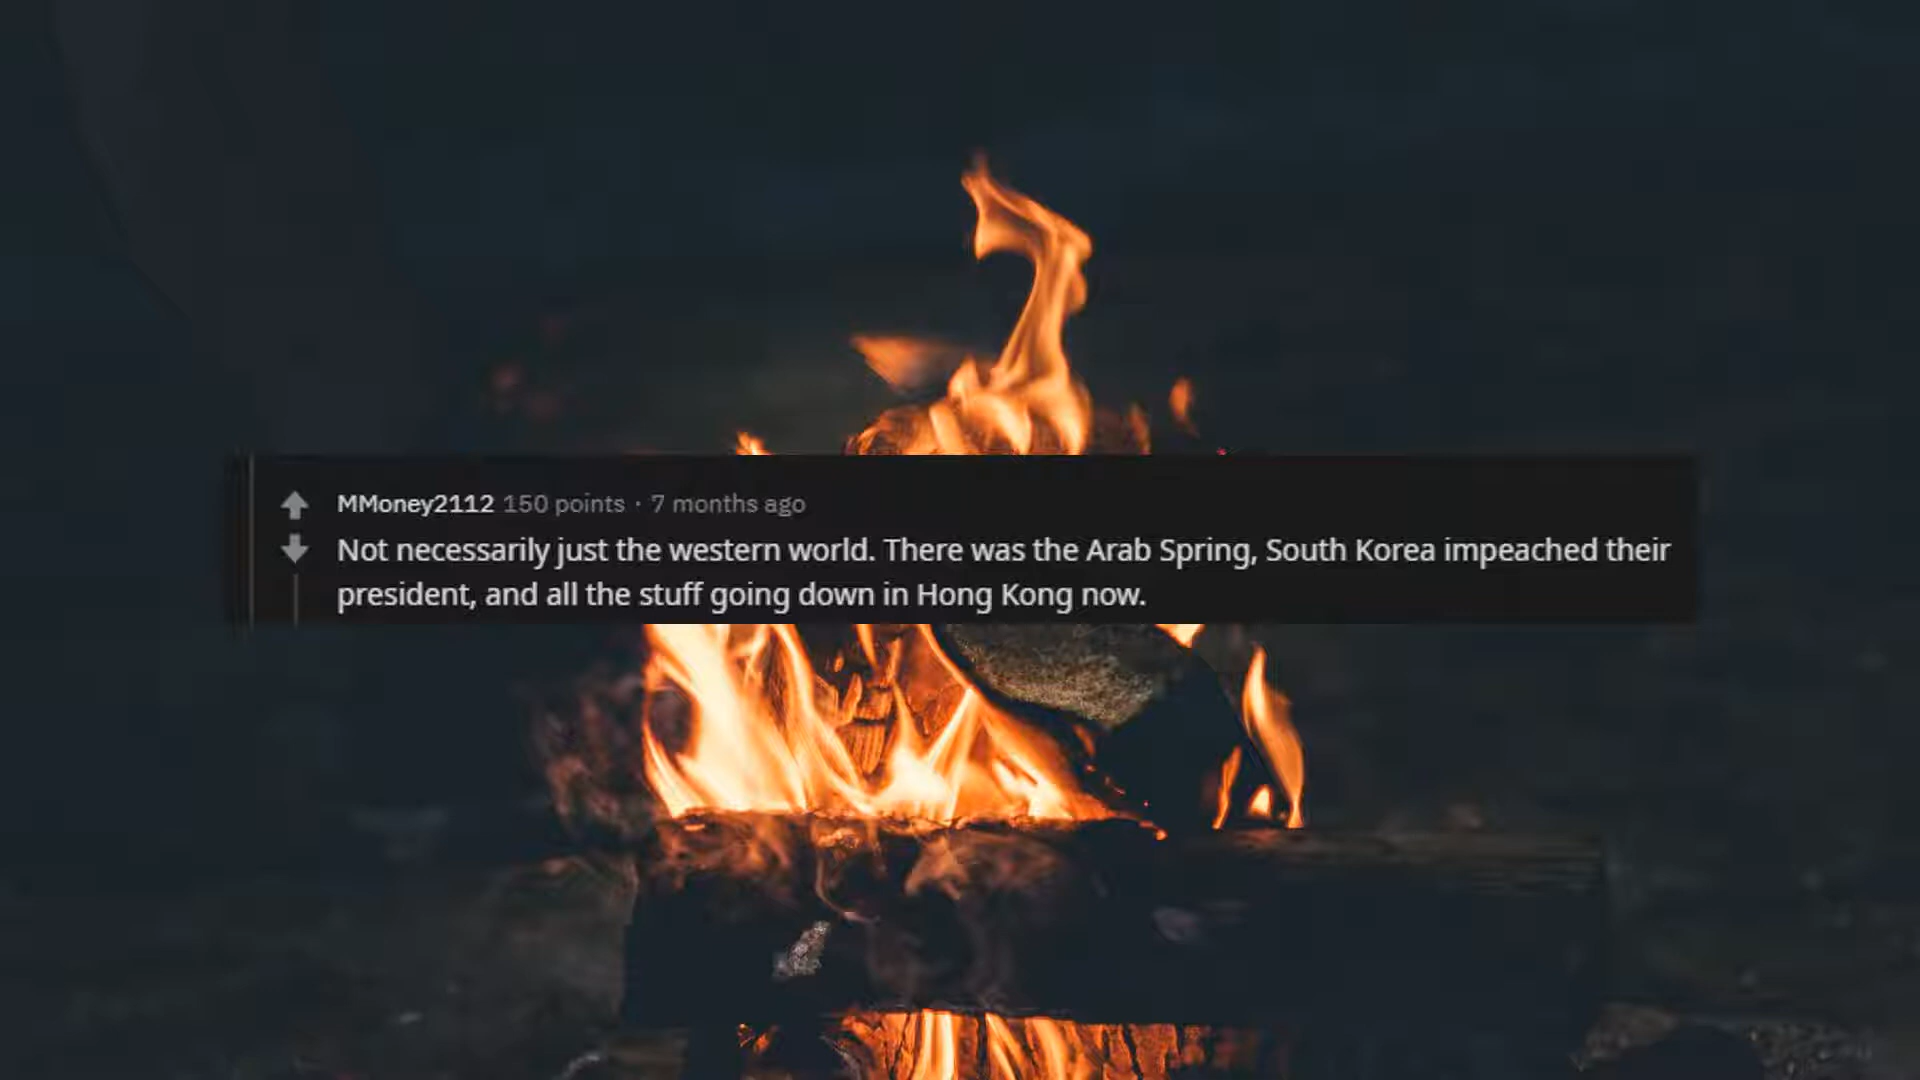 MMoney2112 150 points · 7 months ago
Not necessarily just the western world. There was the Arab Spring, South Korea impeached their
president, and all the stuff going down in Hong Kong now.